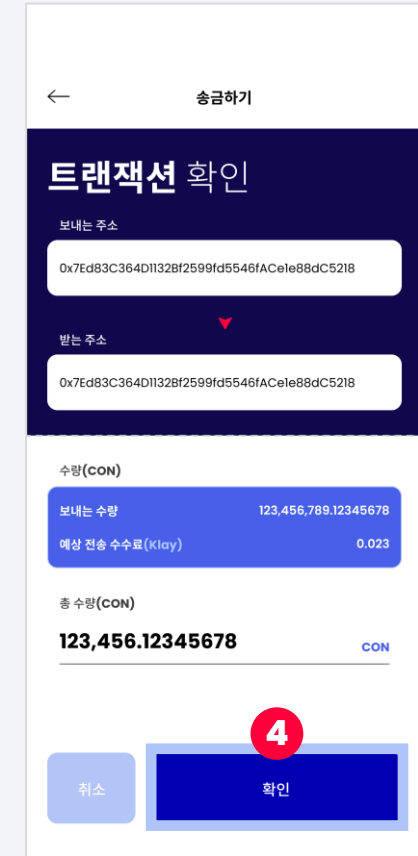 송금하기
트랜잭션 확인
보내는 주소
0x7Ed83C364D1132Bf2599fd5546fACe1e88dC5218
받는 주소
0x7Ed83C364D1132Bf2599fd5546fACe1e88dC5218
수량(CON)
보내는 수량 123,456,789.12345678
예상 전송 수수료(Klay) 0.023
총 수량(CON)
123,456.12345678 CON
4
취소 확인